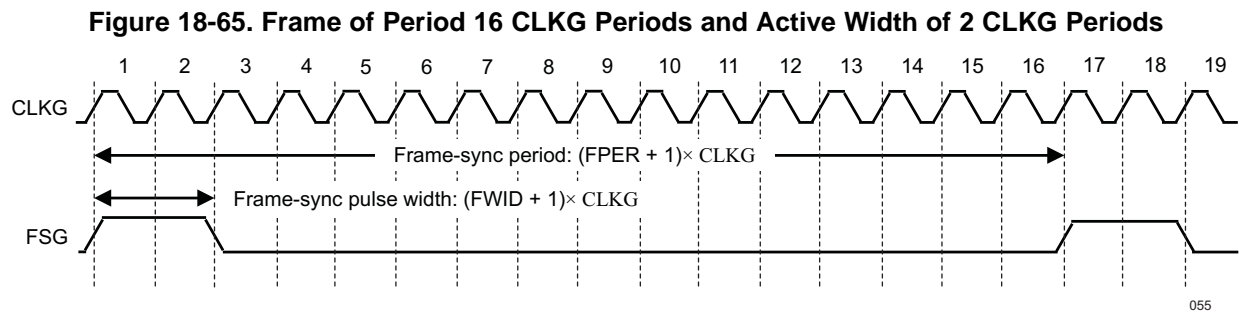 Figure 18-65. Frame of Period 16 CLKG Periods and Active Width of 2 CLKG Periods
1 2 3 4 5 6 7 8 9 10 11 12 13 14 15 16 17 18 19
CLKG
Frame-sync period: (FPER + 1)× CLKG
Frame-sync pulse width: (FWID + 1)× CLKG
FSG
055